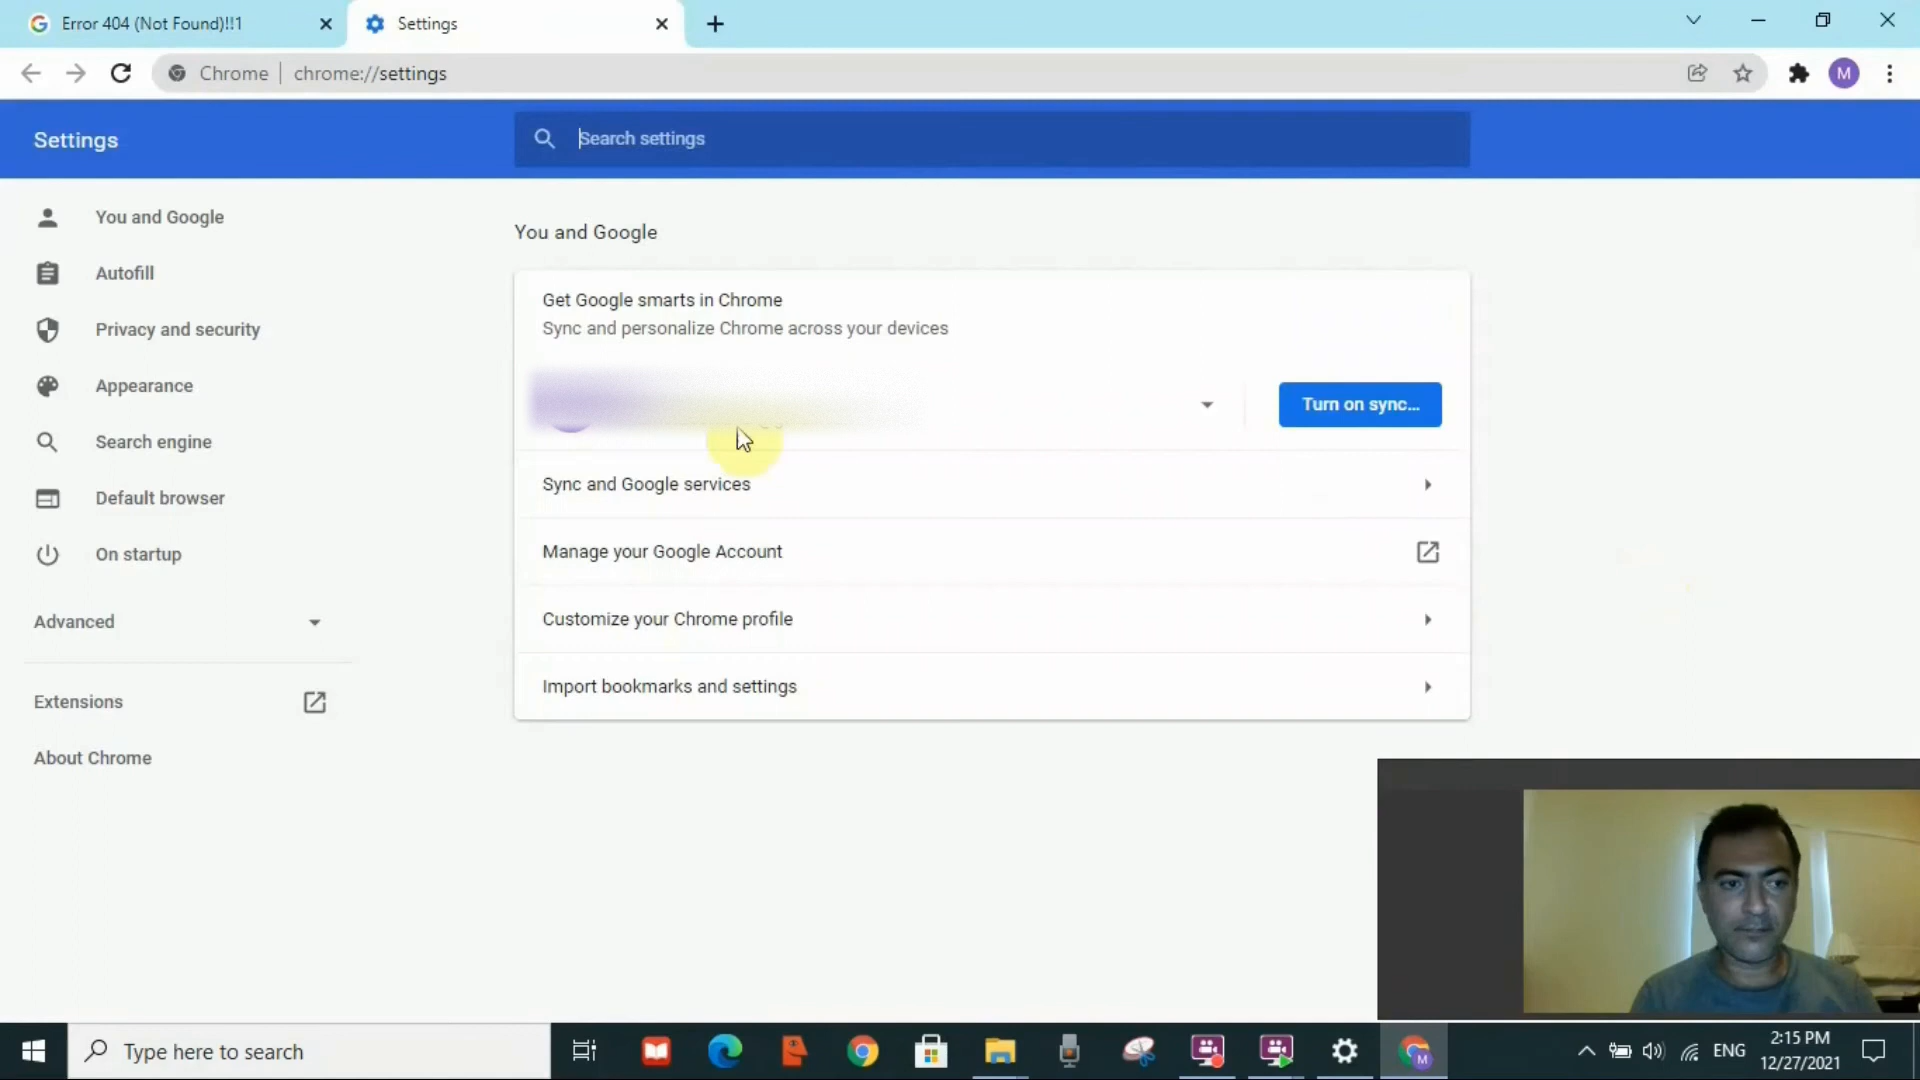 Error 404 (Not Found)!!1
Settings
Chrome
chrome://settings
M
Settings
Search settings
You and Google
Autofill
Privacy and security
Appearance
Search engine
Default browser
On startup
Advanced
Extensions
About Chrome
You and Google
Get Google smarts in Chrome
Sync and personalize Chrome across your devices
Turn on sync...
Sync and Google services
Manage your Google Account
Customize your Chrome profile
Import bookmarks and settings
Type here to search
M
ENG
2:15 PM
12/27/2021